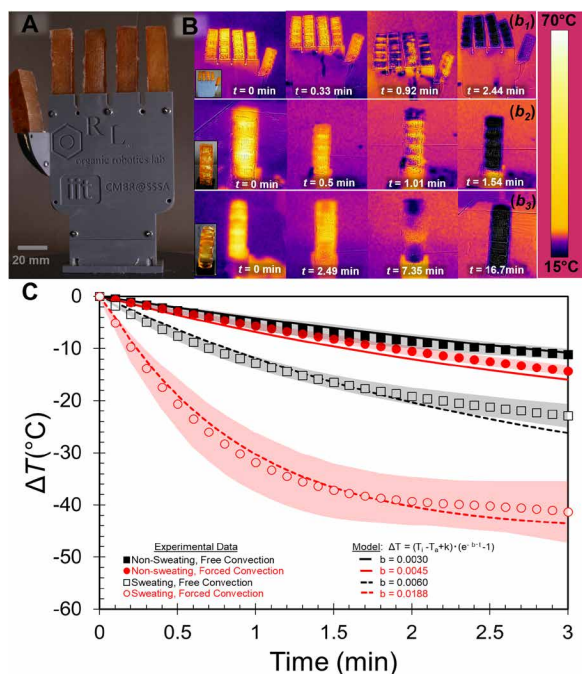 A
R L
organic robotics lab
iit CMBR@SSSA
20 mm
B
(b1)
t = 0 min
t = 0.33 min
t = 0.92 min
t = 2.44 min
(b2)
t = 0 min
t = 0.5 min
t = 1.01 min
t = 1.54 min
(b3)
t = 0 min
t = 2.49 min
t = 7.35 min
t = 16.7min
70°C
15°C
C
0
-10
-20
-30
-40
-50
-60
ΔT(°C)
Experimental Data
Non-Sweating, Free Convection
Non-sweating, Forced Convection
Sweating, Free Convection
Sweating, Forced Convection
Model: ΔT = (Ti -Ta+k)·(e^-b·t-1)
b = 0.0030
b = 0.0045
b = 0.0060
b = 0.0188
0 0.5 1 1.5 2 2.5 3
Time (min)